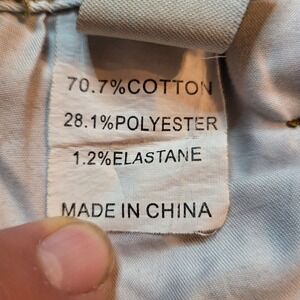 70.7%COTTON
28.1%POLYESTER
1.2%ELASTANE
MADE IN CHINA